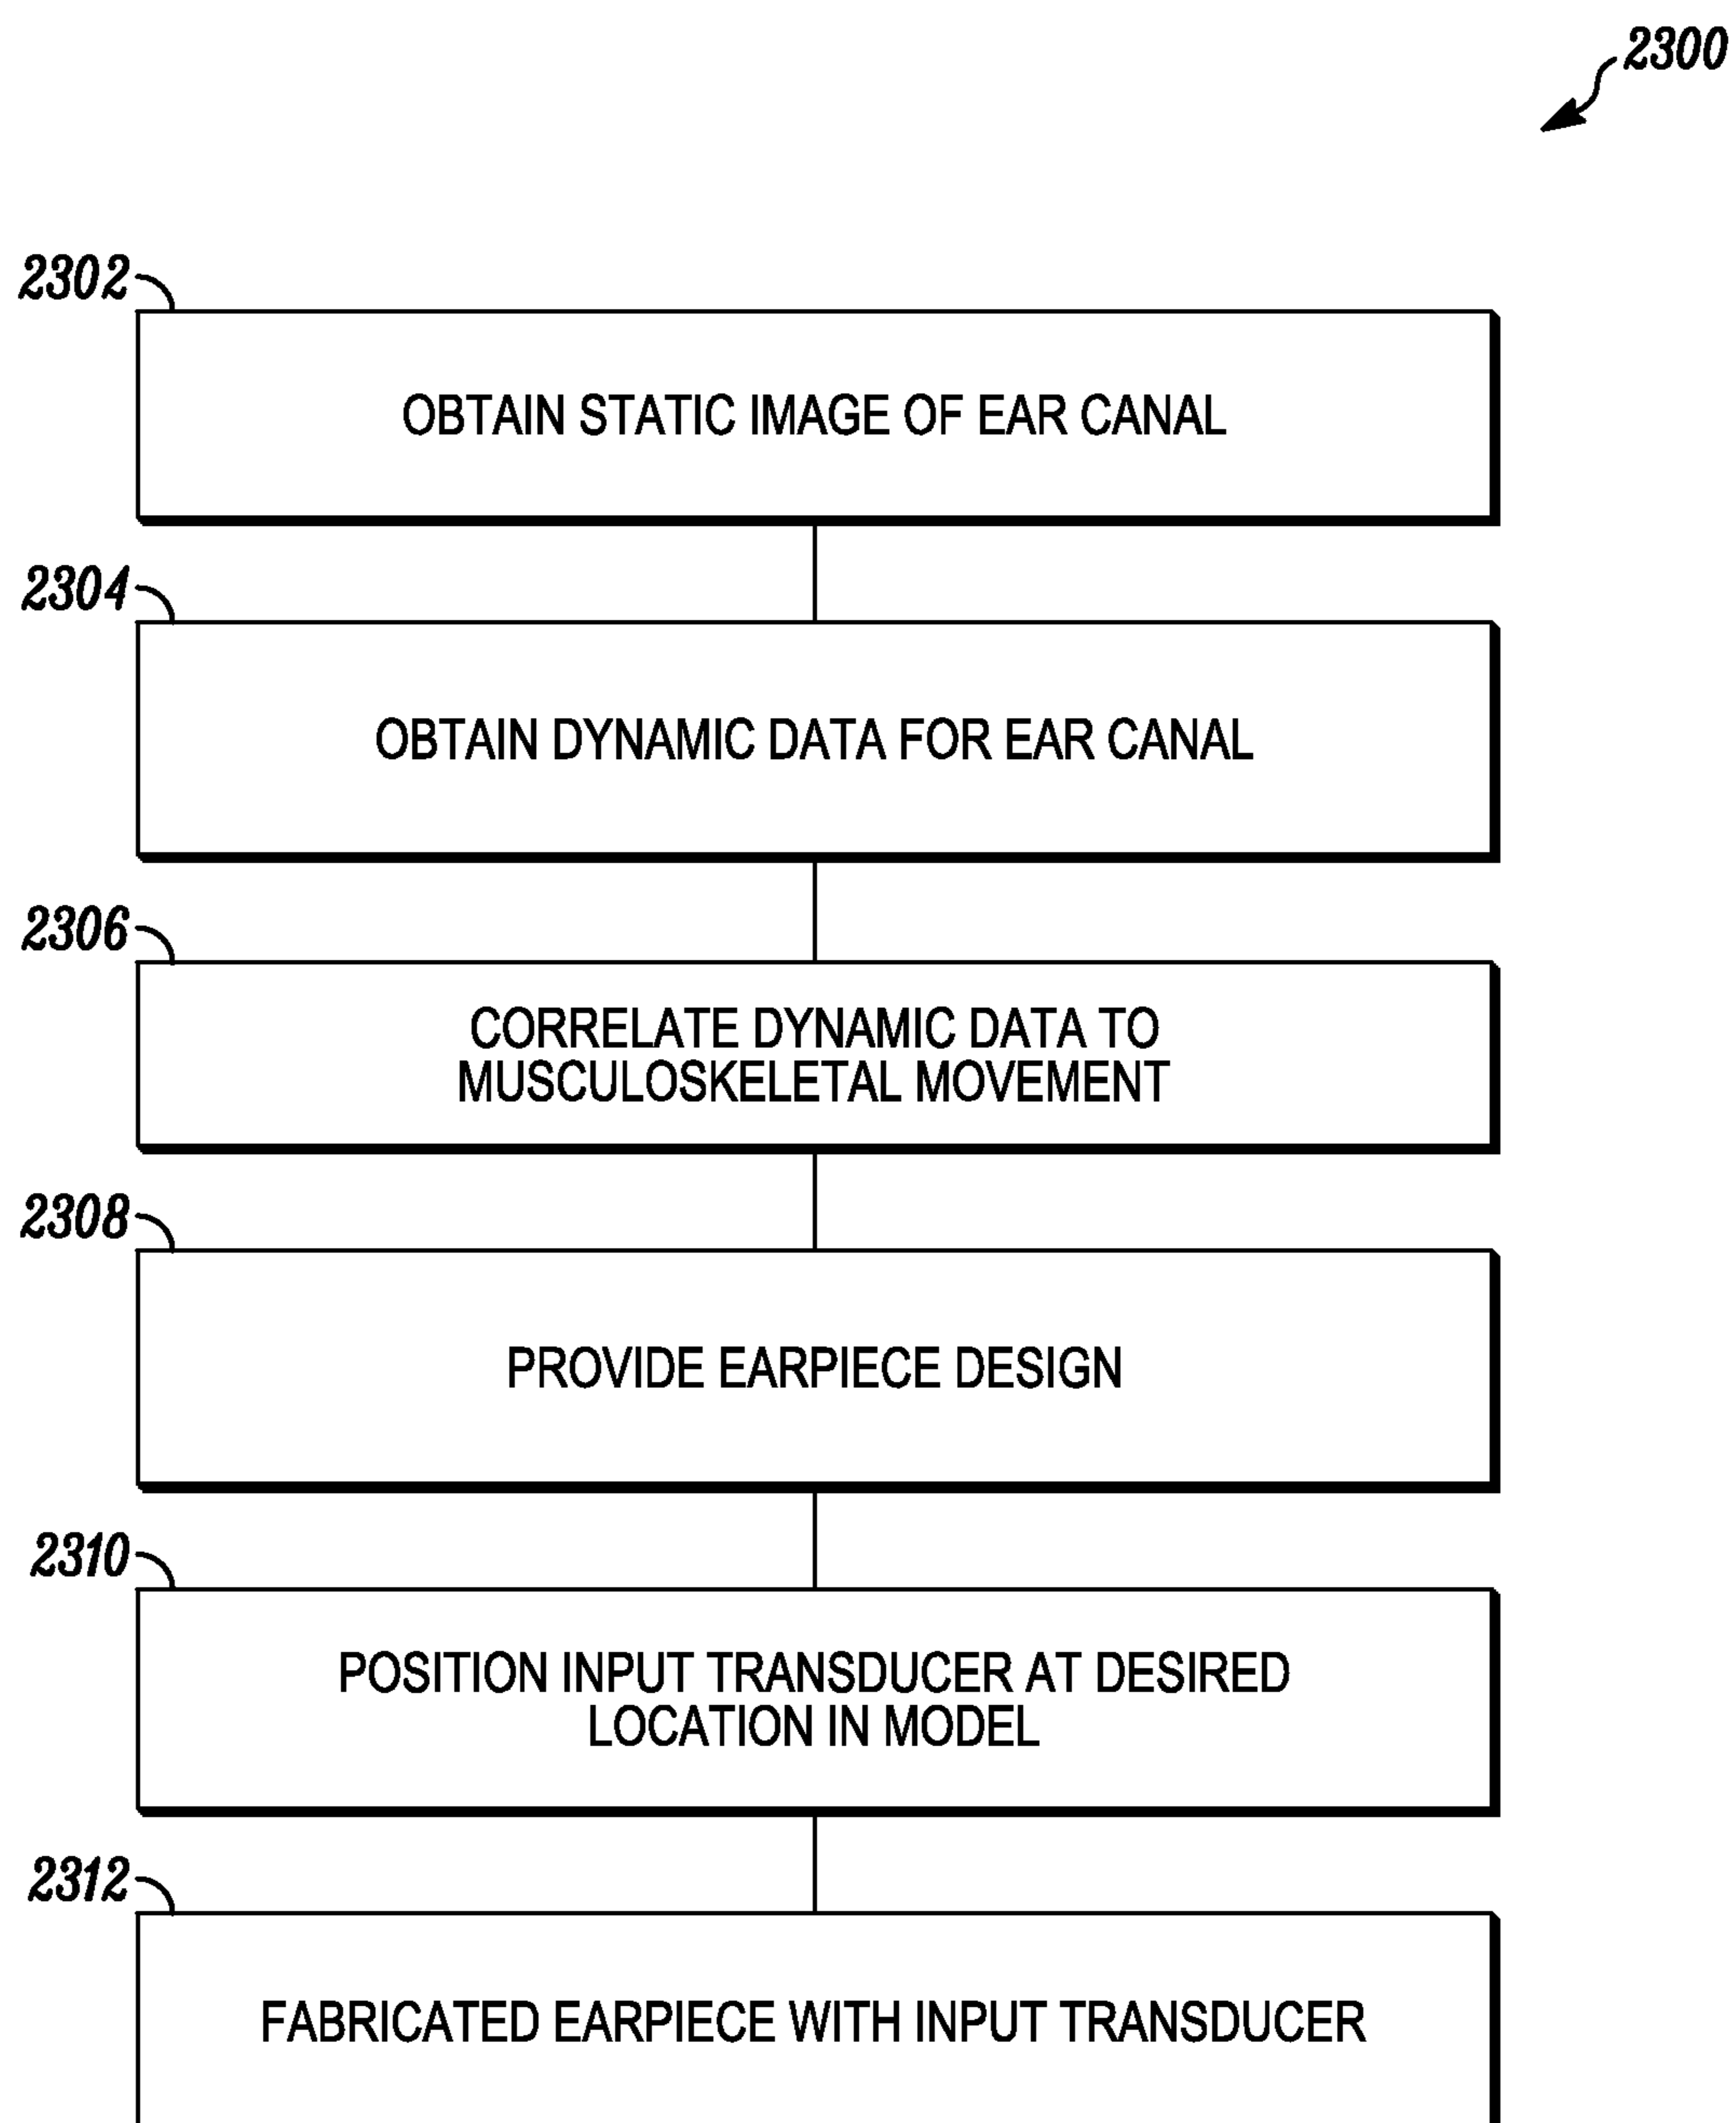 2300
2302
OBTAIN STATIC IMAGE OF EAR CANAL
2304
OBTAIN DYNAMIC DATA FOR EAR CANAL
2306
CORRELATE DYNAMIC DATA TO
MUSCULOSKELETAL MOVEMENT
2308
PROVIDE EARPIECE DESIGN
2310
POSITION INPUT TRANSDUCER AT DESIRED
LOCATION IN MODEL
2312
FABRICATED EARPIECE WITH INPUT TRANSDUCER